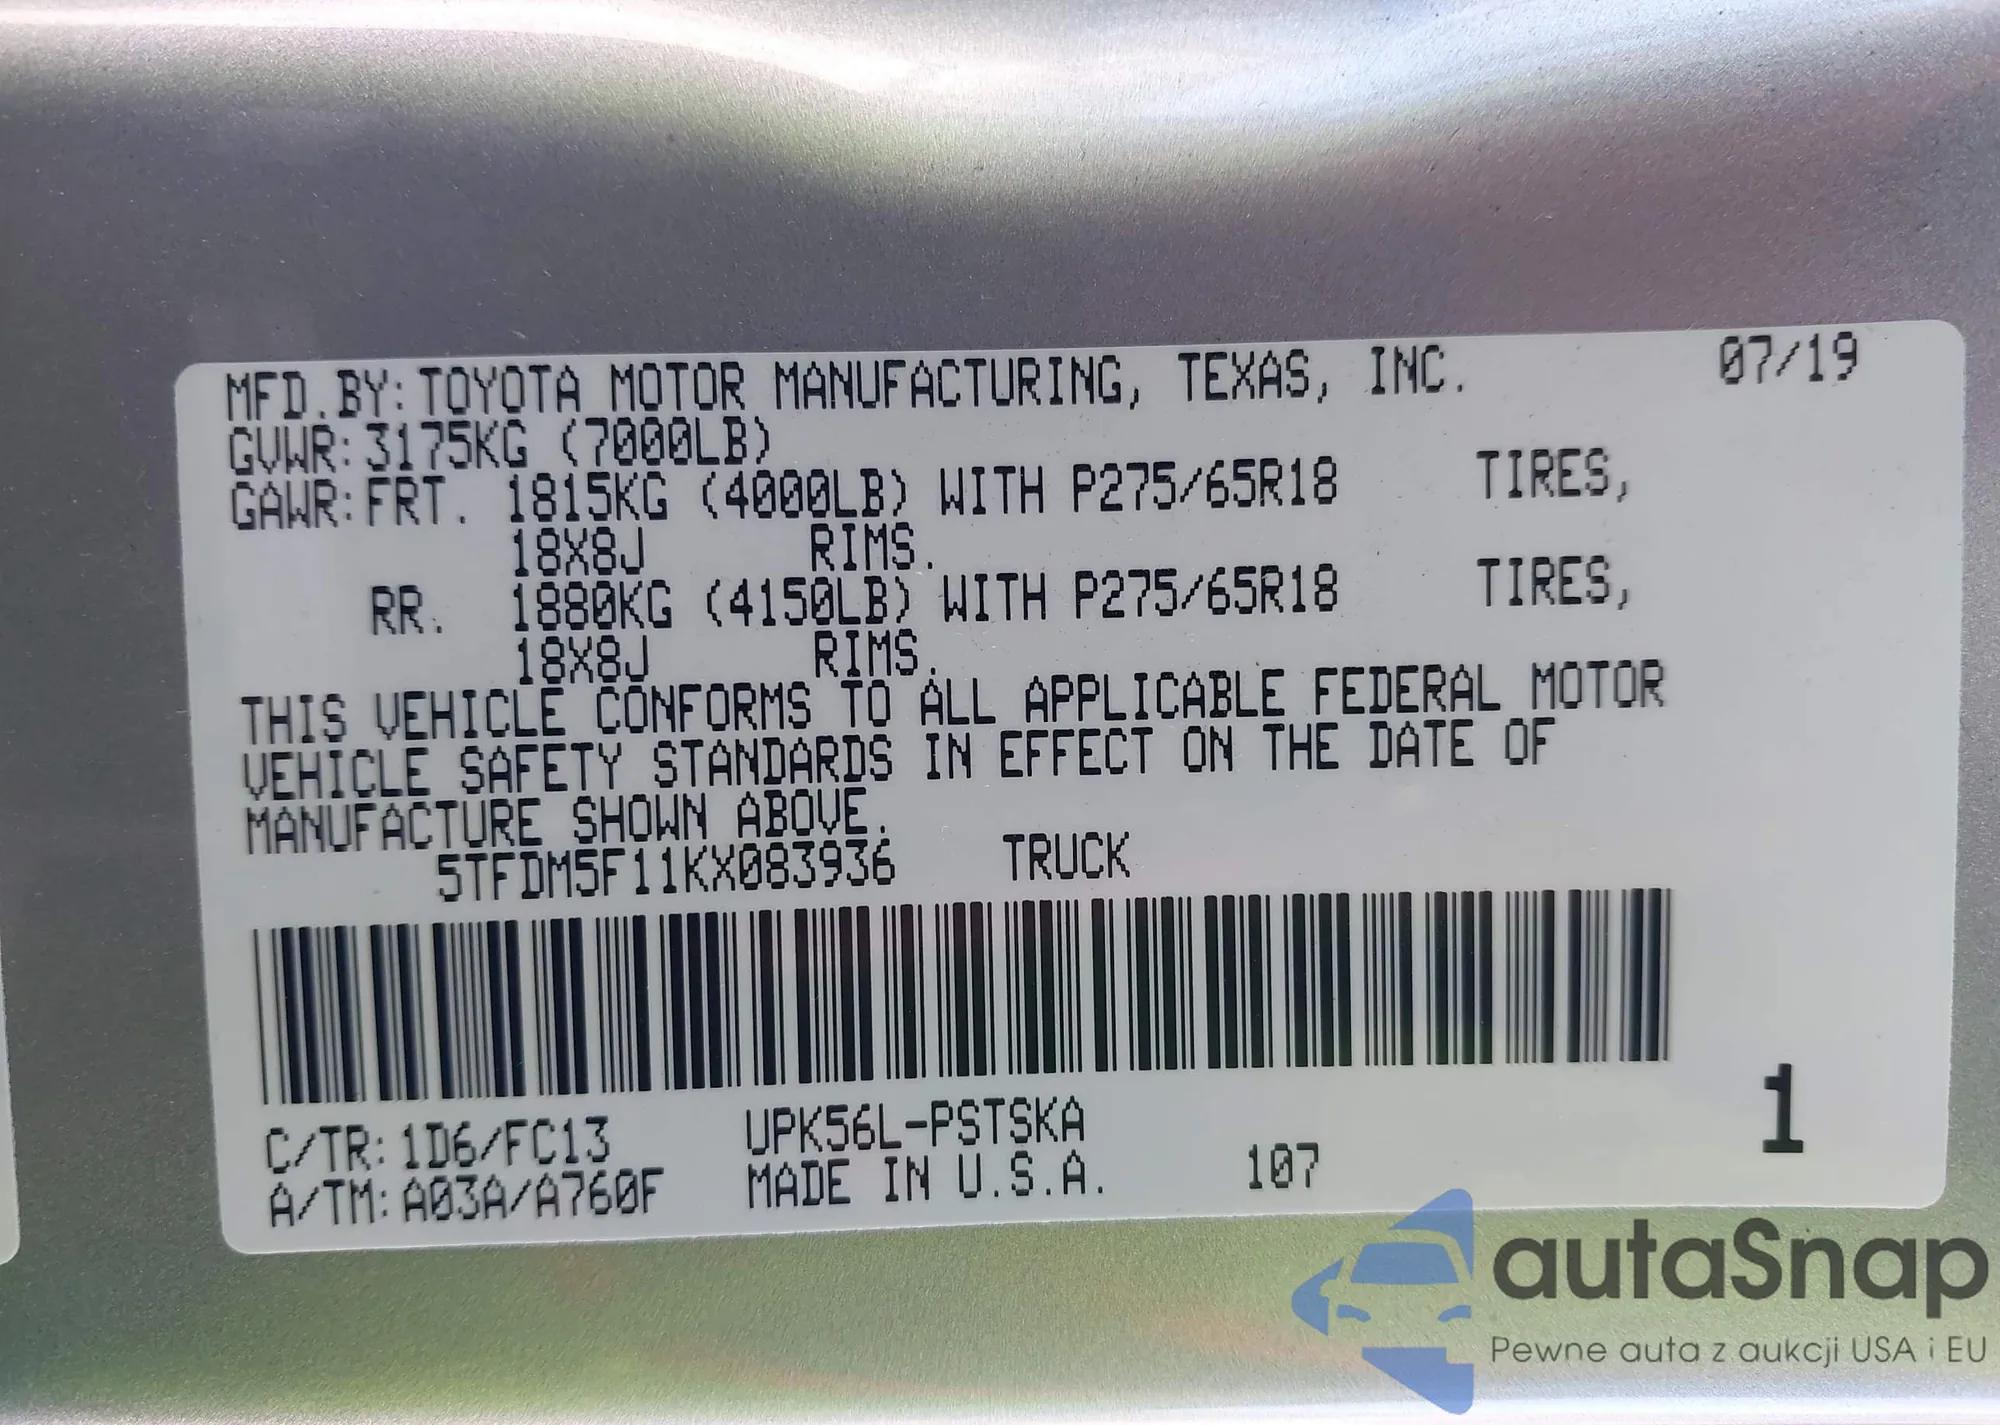 MFD.BY:TOYOTA MOTOR MANUFACTURING, TEXAS, INC. 07/19
GVWR:3175KG (7000LB)
GAWR:FRT. 1815KG (4000LB) WITH P275/65R18 TIRES,
18X8J RIMS.
RR. 1880KG (4150LB) WITH P275/65R18 TIRES,
18X8J RIMS.
THIS VEHICLE CONFORMS TO ALL APPLICABLE FEDERAL MOTOR
VEHICLE SAFETY STANDARDS IN EFFECT ON THE DATE OF
MANUFACTURE SHOWN ABOVE.
5TFDM5F11KX083936 TRUCK
C/TR:1D6/FC13 UPK56L-PSTSKA
A/TM:A03A/A760F MADE IN U.S.A. 107
1
autaSnap
Pewne auta z aukcji USA i EU